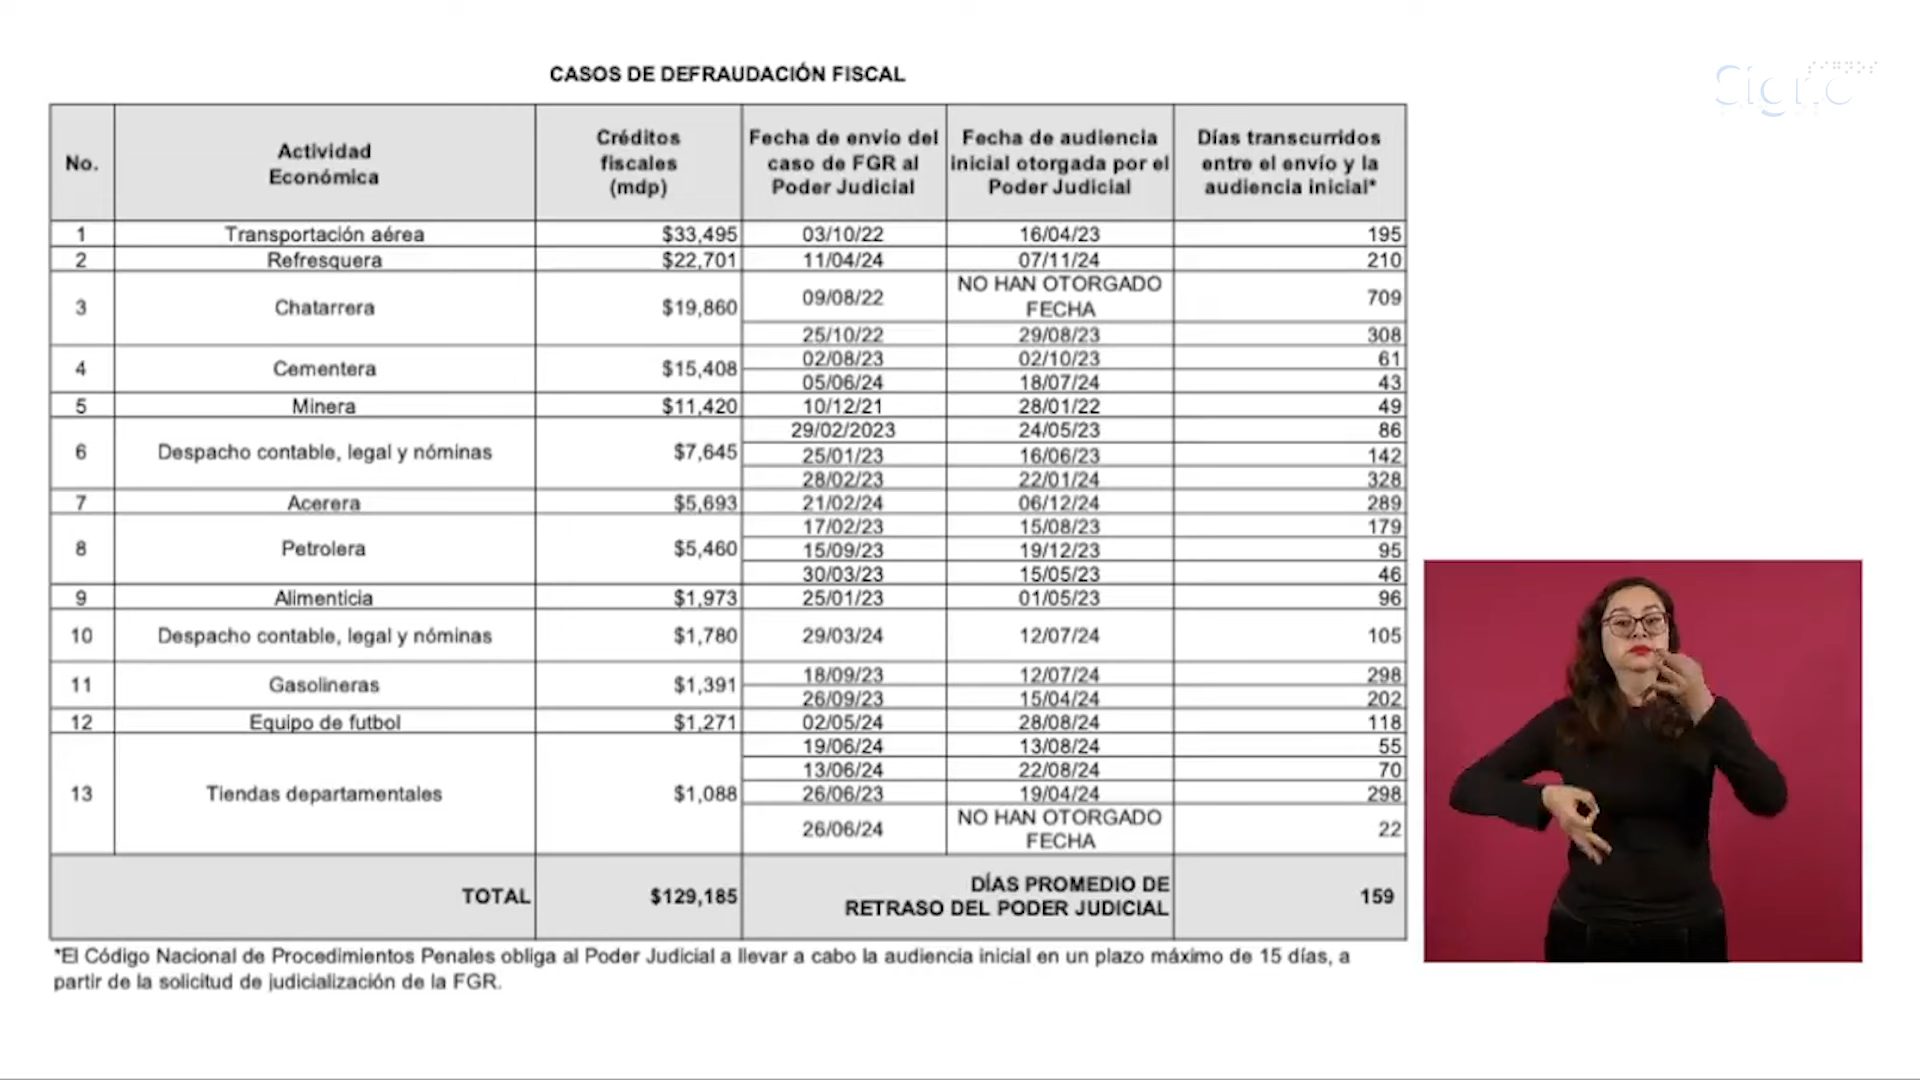 CASOS DE DEFRAUDACIÓN FISCAL
No. | Actividad Económica | Créditos fiscales (mdp) | Fecha de envío del caso de FGR al Poder Judicial | Fecha de audiencia inicial otorgada por el Poder Judicial | Días transcurridos entre el envío y la audiencia inicial*
1 Transportación aérea $33,495 03/10/22 16/04/23 195
2 Refresquera $22,701 11/04/24 07/11/24 210
3 Chatarrera $19,860 09/08/22 NO HAN OTORGADO FECHA 709
25/10/22 29/08/23 308
4 Cementera $15,408 02/08/23 02/10/23 61
05/06/24 18/07/24 43
5 Minera $11,420 10/12/21 28/01/22 49
6 Despacho contable, legal y nóminas $7,645 29/02/2023 24/05/23 86
25/01/23 16/06/23 142
28/02/23 22/01/24 328
7 Acerera $5,693 21/02/24 06/12/24 289
8 Petrolera $5,460 17/02/23 15/08/23 179
15/09/23 19/12/23 95
30/03/23 15/05/23 46
9 Alimenticia $1,973 25/01/23 01/05/23 96
10 Despacho contable, legal y nóminas $1,780 29/03/24 12/07/24 105
11 Gasolineras $1,391 18/09/23 12/07/24 298
26/09/23 15/04/24 202
12 Equipo de futbol $1,271 02/05/24 28/08/24 118
13 Tiendas departamentales $1,088 19/06/24 13/08/24 55
13/06/24 22/08/24 70
26/06/23 19/04/24 298
26/06/24 NO HAN OTORGADO FECHA 22
TOTAL $129,185 DÍAS PROMEDIO DE RETRASO DEL PODER JUDICIAL 159
*El Código Nacional de Procedimientos Penales obliga al Poder Judicial a llevar a cabo la audiencia inicial en un plazo máximo de 15 días, a
partir de la solicitud de judicialización de la FGR.